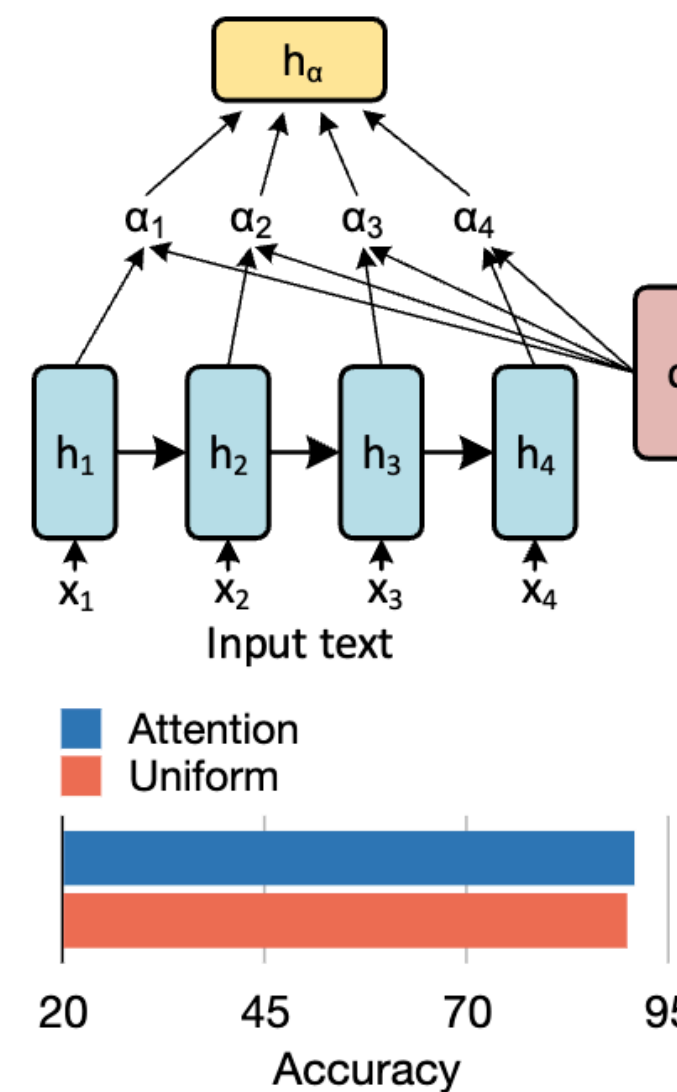 hα
α1 α2 α3 α4
h1 h2 h3 h4
x1 x2 x3 x4
Input text
Attention
Uniform
20 45 70 95
Accuracy